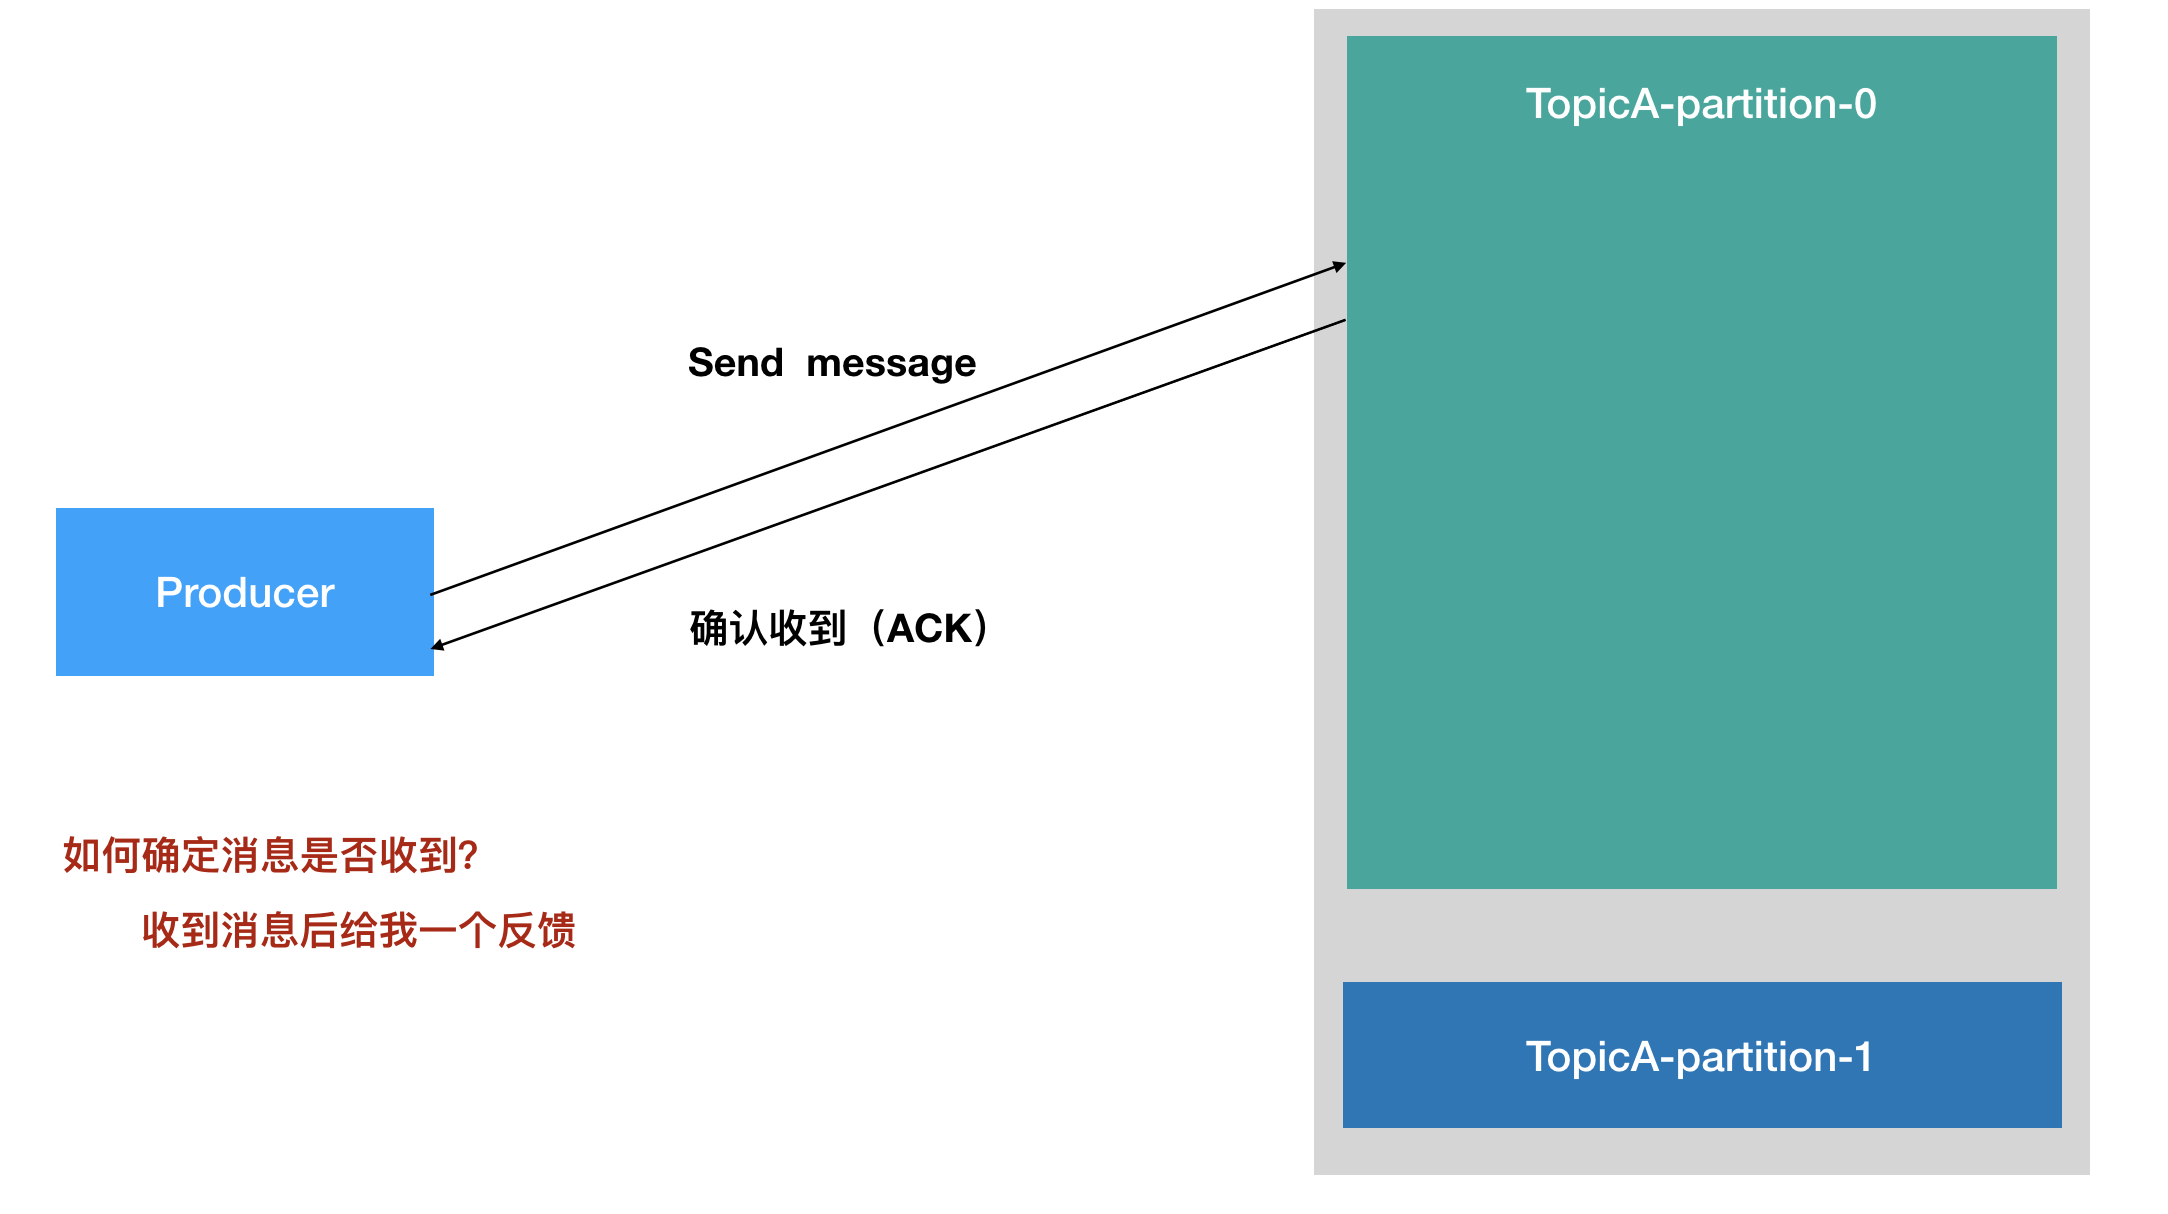 TopicA-partition-0
Send  message
Producer
确认收到（ACK）
如何确定消息是否收到？
收到消息后给我一个反馈
TopicA-partition-1